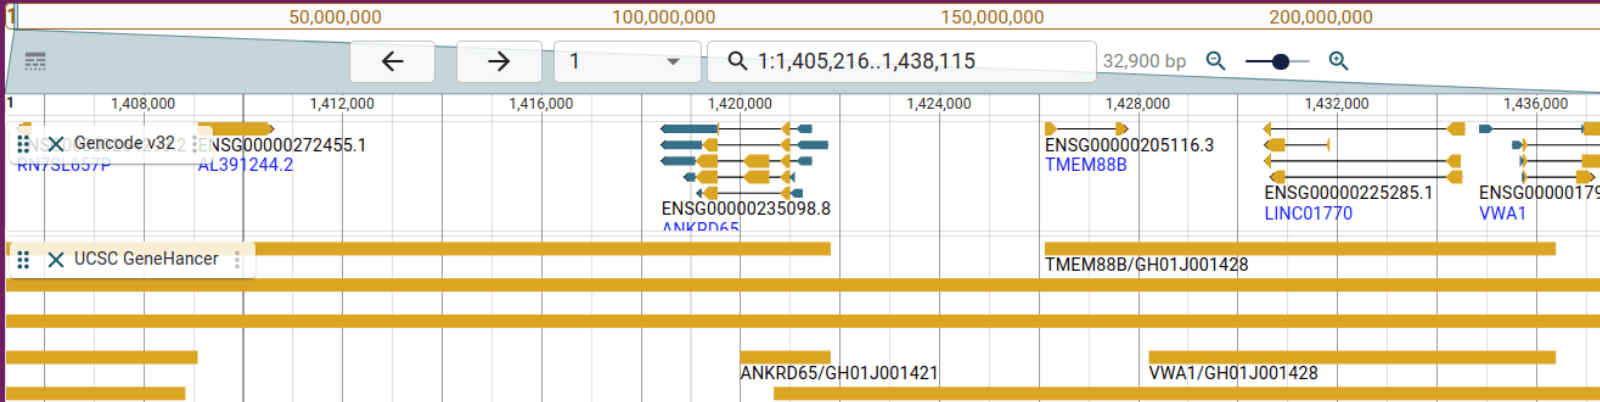 1 50,000,000 100,000,000 150,000,000 200,000,000
1 1:1,405,216..1,438,115 32,900 bp
1 1,408,000 1,412,000 1,416,000 1,420,000 1,424,000 1,428,000 1,432,000 1,436,000
Gencode v32 ENSG00000272455.1 ENSG00000205116.3
RN7SL657P AL391244.2 TMEM88B
ENSG00000225285.1 ENSG00000179
ENSG00000235098.8 LINC01770 VWA1
ANKRD65
UCSC GeneHancer TMEM88B/GH01J001428
ANKRD65/GH01J001421 VWA1/GH01J001428